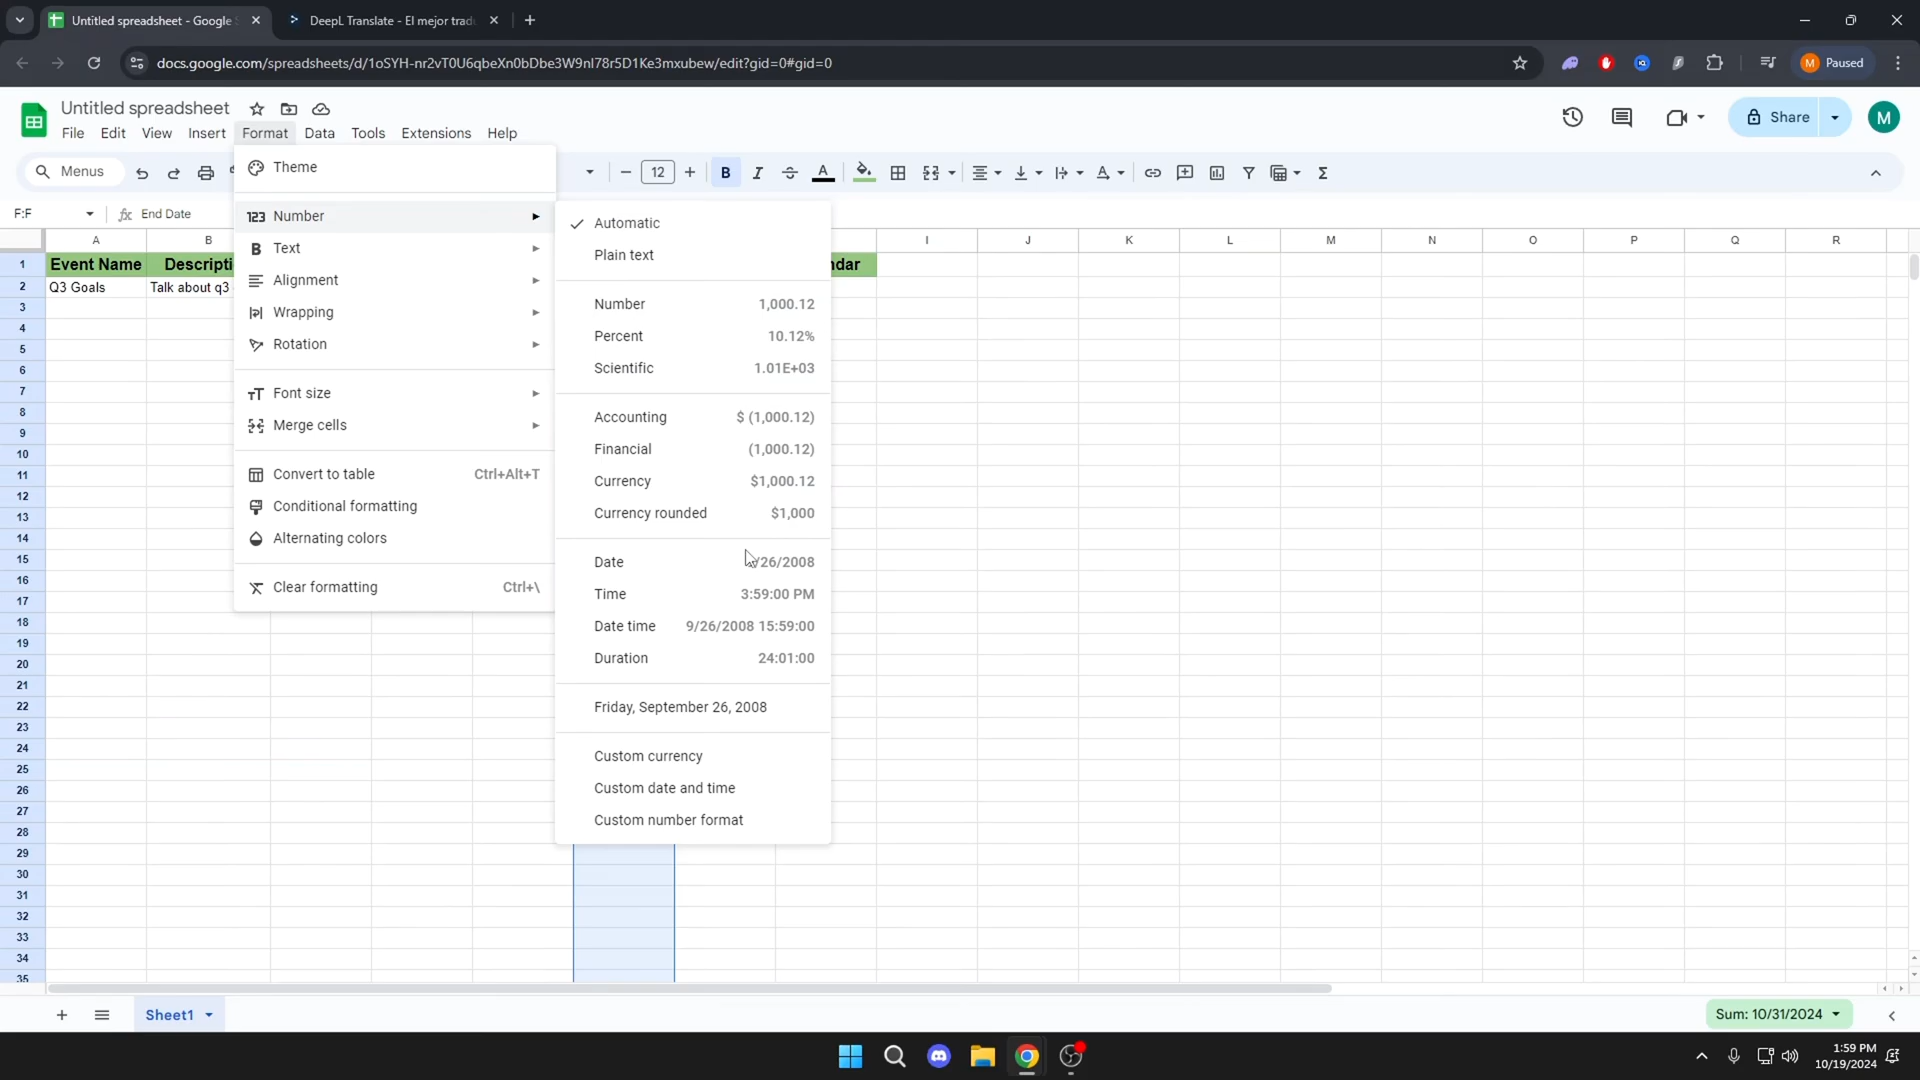 Untitled spreadsheet - Google
DeepL Translate - El mejor trad
docs.google.com/spreadsheets/d/1oSYH-nr2vT0U6qbeXn0bDbe3W9nI78r5D1Ke3mxubew/edit?gid=0#gid=0
M Paused
Untitled spreadsheet
File Edit View Insert Format Data Tools Extensions Help
Share
M
Menus
12
B
F:F
fx End Date
A B I J K L M N O P Q R
1 Event Name Descripti ndar
2 Q3 Goals Talk about q3
3
4
5
6
7
8
9
10
11
12
13
14
15
16
17
18
19
20
21
22
23
24
25
26
27
28
29
30
31
32
33
34
35
Theme
123 Number
B Text
Alignment
Wrapping
Rotation
Font size
Merge cells
Convert to table Ctrl+Alt+T
Conditional formatting
Alternating colors
Clear formatting Ctrl+\
Automatic
Plain text
Number 1,000.12
Percent 10.12%
Scientific 1.01E+03
Accounting $ (1,000.12)
Financial (1,000.12)
Currency $1,000.12
Currency rounded $1,000
Date /26/2008
Time 3:59:00 PM
Date time 9/26/2008 15:59:00
Duration 24:01:00
Friday, September 26, 2008
Custom currency
Custom date and time
Custom number format
Sheet1
Sum: 10/31/2024
1:59 PM
10/19/2024